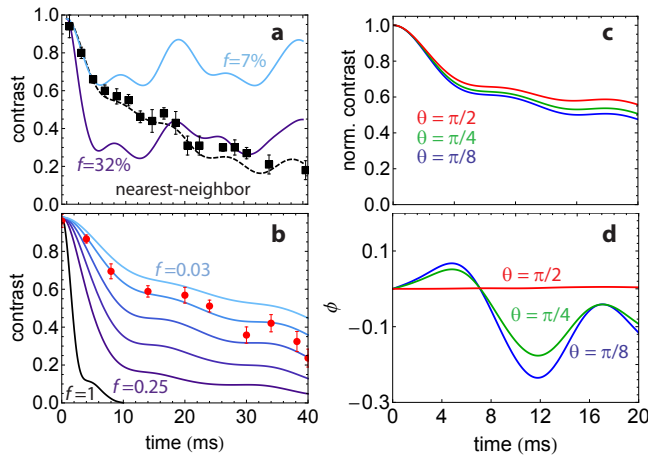 a
contrast
1.0
0.8
0.6
0.4
0.2
0.0
f=7%
f=32%
nearest-neighbor
b
contrast
1.0
0.8
0.6
0.4
0.2
0.0
f=0.03
f=0.25
f=1
0 10 20 30 40
time (ms)
c
norm. contrast
1.0
0.8
0.6
0.4
0.2
0.0
θ = π/2
θ = π/4
θ = π/8
d
ϕ
0.1
-0.1
-0.3
θ = π/2
θ = π/4
θ = π/8
0 4 8 12 16 20
time (ms)